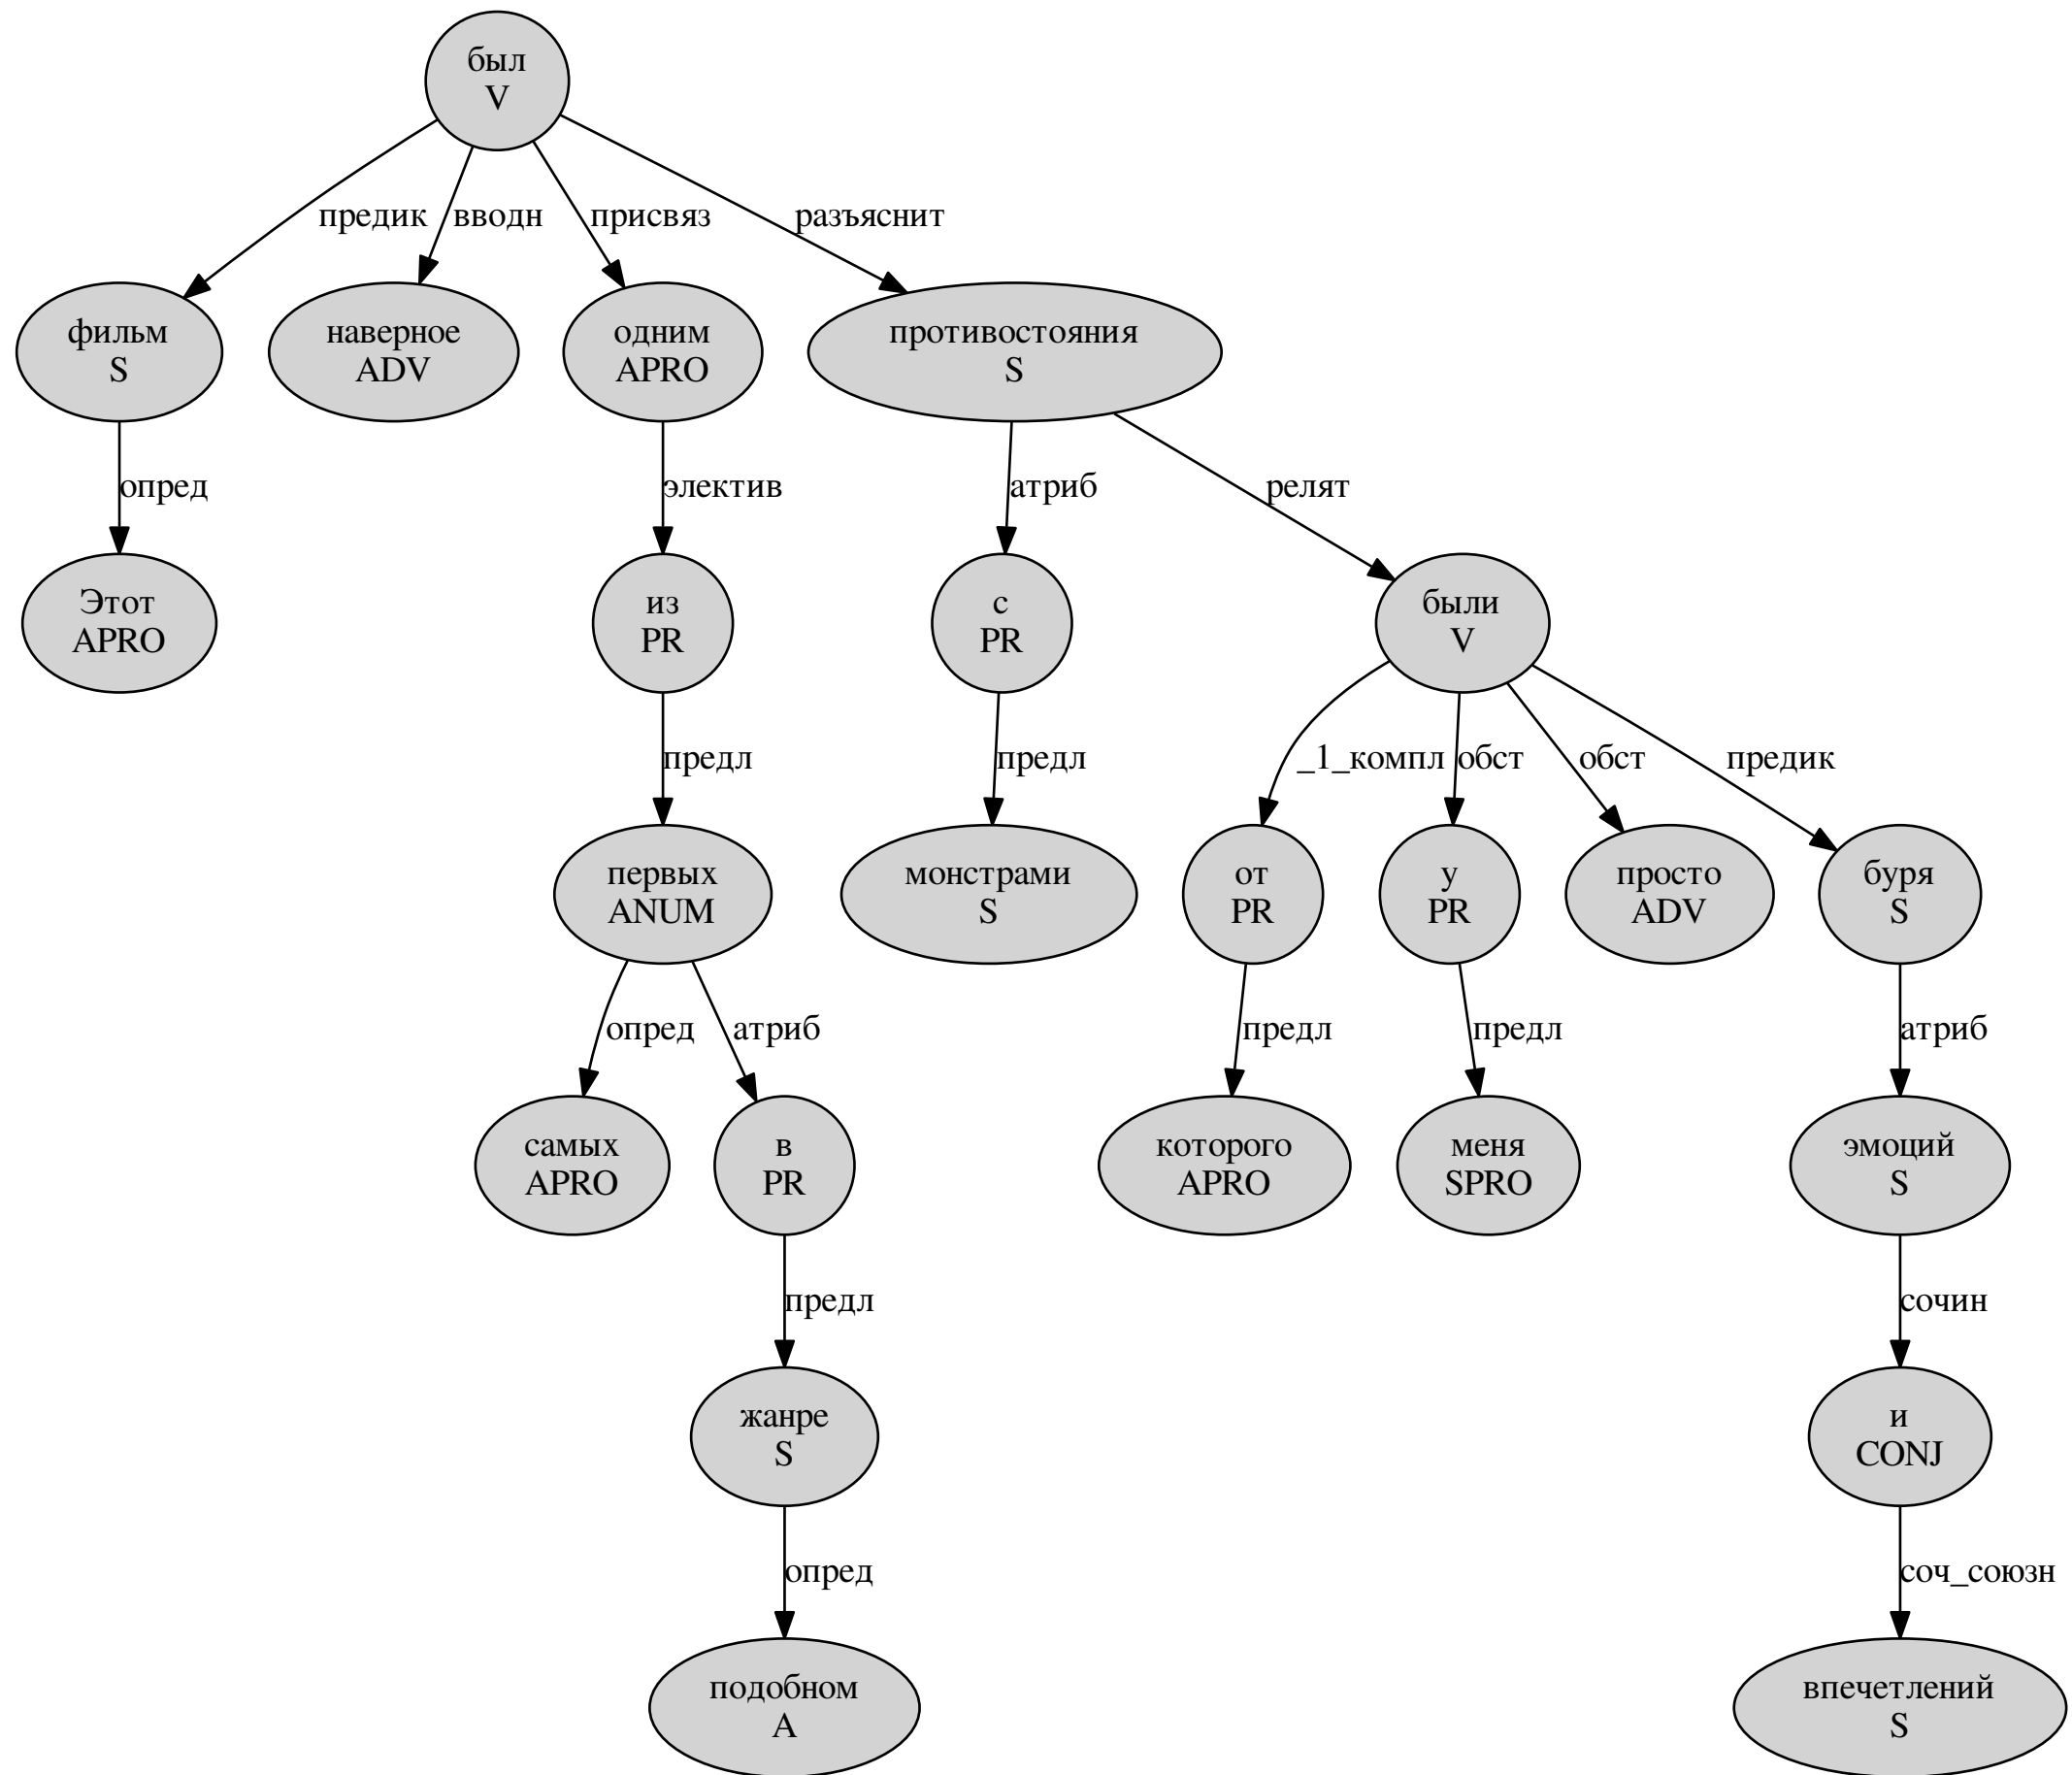 был
V
предик
вводн
присвяз
разъяснит
фильм
S
наверное
ADV
одним
APRO
противостояния
S
опред
электив
атриб
релят
Этот
APRO
из
PR
с
PR
были
V
предл
предл
_1_компл
обст
обст
предик
первых
ANUM
монстрами
S
от
PR
у
PR
просто
ADV
буря
S
опред
атриб
предл
предл
атриб
самых
APRO
в
PR
которого
APRO
меня
SPRO
эмоций
S
предл
сочин
жанре
S
и
CONJ
опред
соч_союзн
подобном
A
впечетлений
S